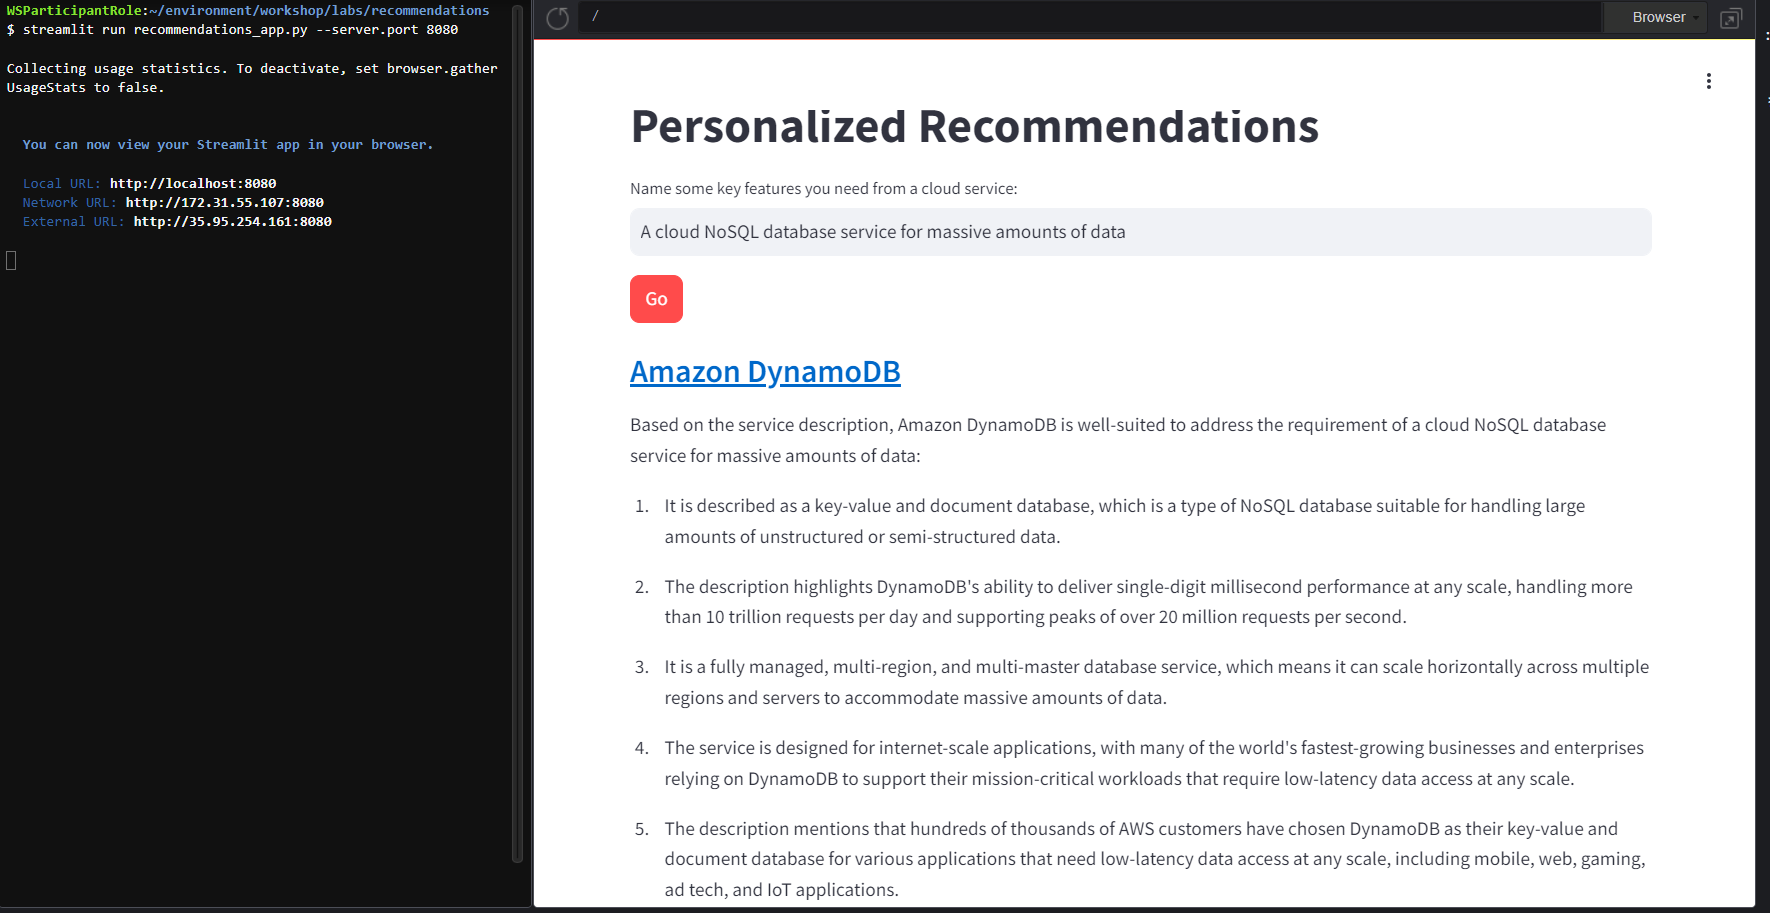 WSParticipantRole:~/environment/workshop/labs/recommendations
$ streamlit run recommendations_app.py --server.port 8080
Collecting usage statistics. To deactivate, set browser.gather
UsageStats to false.
You can now view your Streamlit app in your browser.
Local URL: http://localhost:8080
Network URL: http://172.31.55.107:8080
External URL: http://35.95.254.161:8080
/
Browser
Personalized Recommendations
Name some key features you need from a cloud service:
A cloud NoSQL database service for massive amounts of data
Go
Amazon DynamoDB
Based on the service description, Amazon DynamoDB is well-suited to address the requirement of a cloud NoSQL database
service for massive amounts of data:
1. It is described as a key-value and document database, which is a type of NoSQL database suitable for handling large
amounts of unstructured or semi-structured data.
2. The description highlights DynamoDB's ability to deliver single-digit millisecond performance at any scale, handling more
than 10 trillion requests per day and supporting peaks of over 20 million requests per second.
3. It is a fully managed, multi-region, and multi-master database service, which means it can scale horizontally across multiple
regions and servers to accommodate massive amounts of data.
4. The service is designed for internet-scale applications, with many of the world's fastest-growing businesses and enterprises
relying on DynamoDB to support their mission-critical workloads that require low-latency data access at any scale.
5. The description mentions that hundreds of thousands of AWS customers have chosen DynamoDB as their key-value and
document database for various applications that need low-latency data access at any scale, including mobile, web, gaming,
ad tech, and IoT applications.